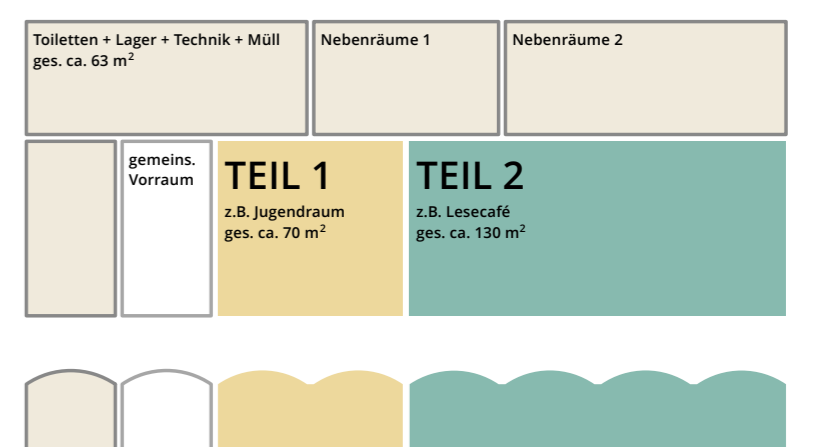 Toiletten + Lager + Technik + Müll
ges. ca. 63 m²
Nebenräume 1
Nebenräume 2
gemeins.
Vorraum
TEIL 1
z.B. Jugendraum
ges. ca. 70 m²
TEIL 2
z.B. Lesecafé
ges. ca. 130 m²